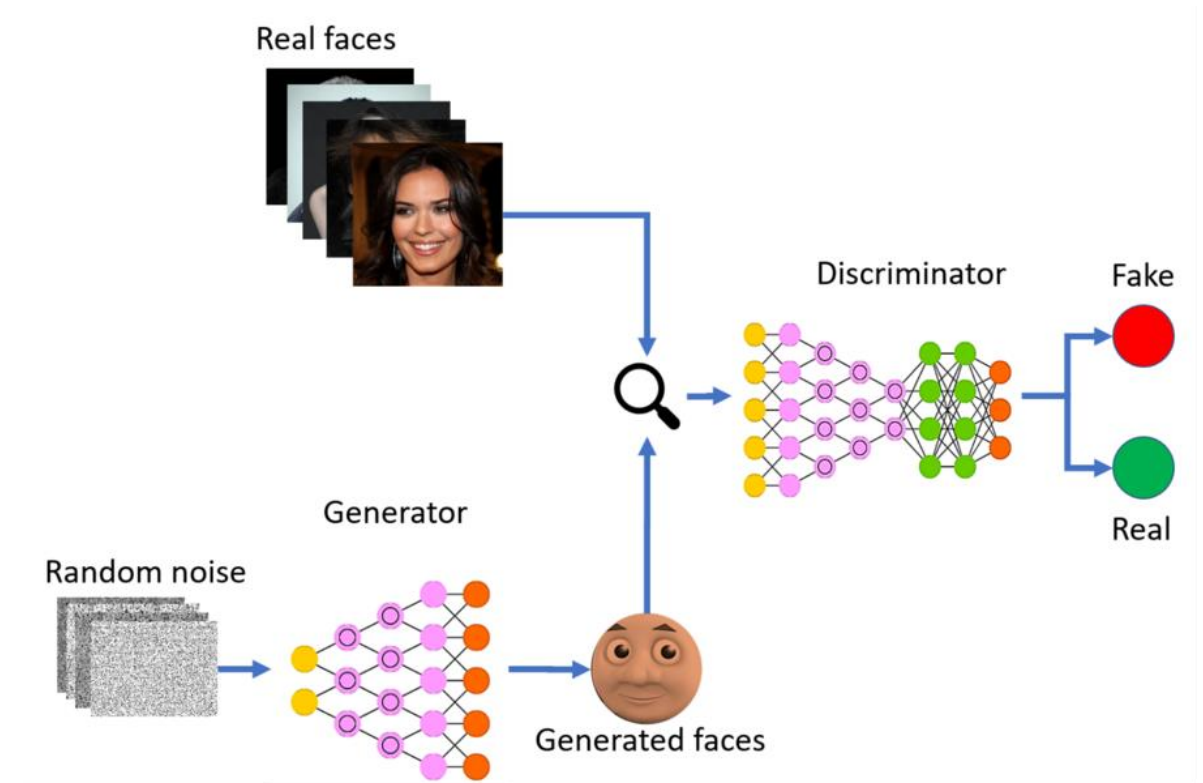 Real faces
Discriminator
Fake
Real
Generator
Random noise
Generated faces